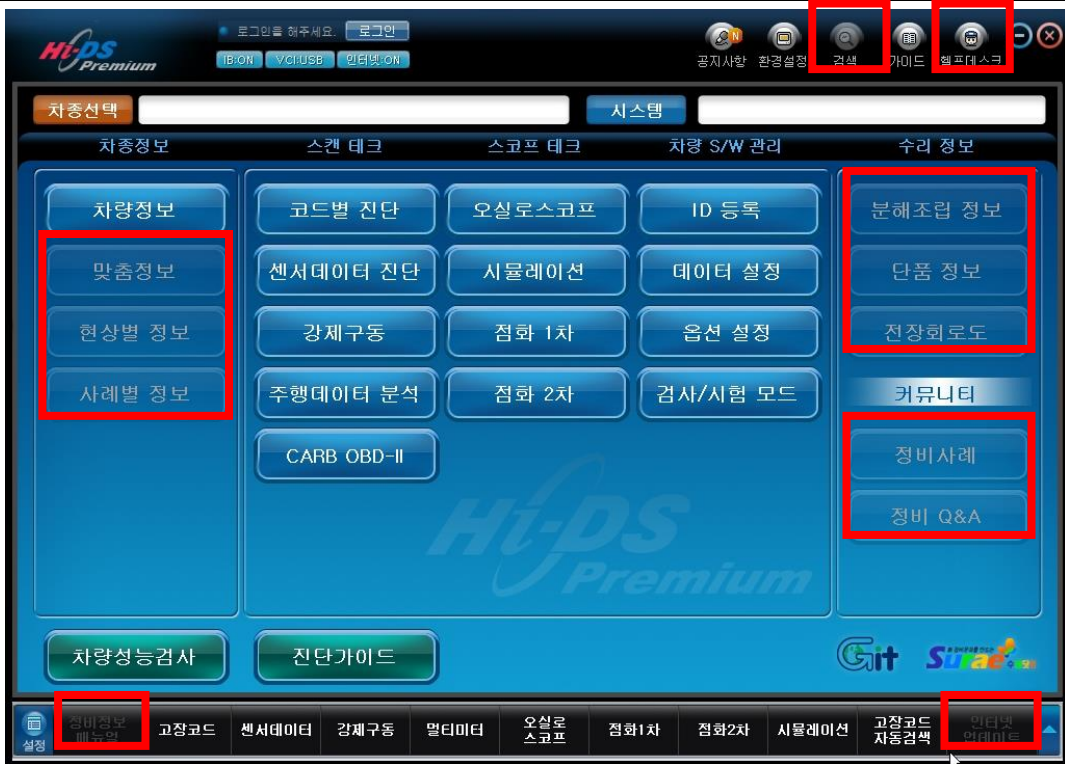 Hi-DS
Premium
로그인을 해주세요. 로그인
IB:ON VCI:USB 인터넷:ON
공지사항 환경설정 검색 가이드 헬프데스크
N
차종선택 시스템
차종정보 스캔 테크 스코프 테크 차량 S/W 관리 수리 정보
차량정보 코드별 진단 오실로스코프 ID 등록 분해조립 정보
맞춤정보 센서데이터 진단 시뮬레이션 데이터 설정 단품 정보
현상별 정보 강제구동 점화 1차 옵션 설정 전장회로도
사례별 정보 주행데이터 분석 점화 2차 검사/시험 모드 커뮤니티
CARB OBD-II 정비사례
정비 Q&A
Hi-DS
Premium
차량성능검사 진단가이드 Git Surae
설정 정비정보 매뉴얼 고장코드 센서데이터 강제구동 멀티미터 오실로 스코프 점화1차 점화2차 시뮬레이션 고장코드 자동검색 인터넷 업데이트